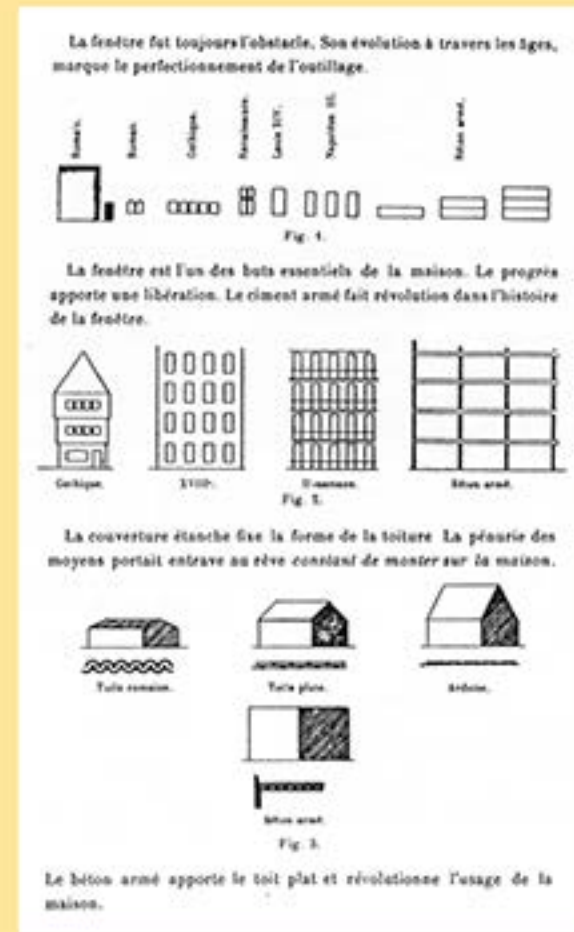 La fenêtre fut toujours l'obstacle. Son évolution à travers les âges,
marque le perfectionnement de l'outillage.
Romain. Roman. Gothique. Renaissance. Louis XIV. Napoléon III. Béton armé.
Fig. 1.
La fenêtre est l'un des buts essentiels de la maison. Le progrès
apporte une libération. Le ciment armé fait révolution dans l'histoire
de la fenêtre.
Gothique. XVIIIe. Béton armé.
Fig. 2.
La couverture étanche fixe la forme de la toiture La pénurie des
moyens portait entrave au rêve constant de monter sur la maison.
Tuile romaine. Tuile plate. Ardoise.
Béton armé.
Fig. 3.
Le béton armé apporte le toit plat et révolutionne l'usage de la
maison.